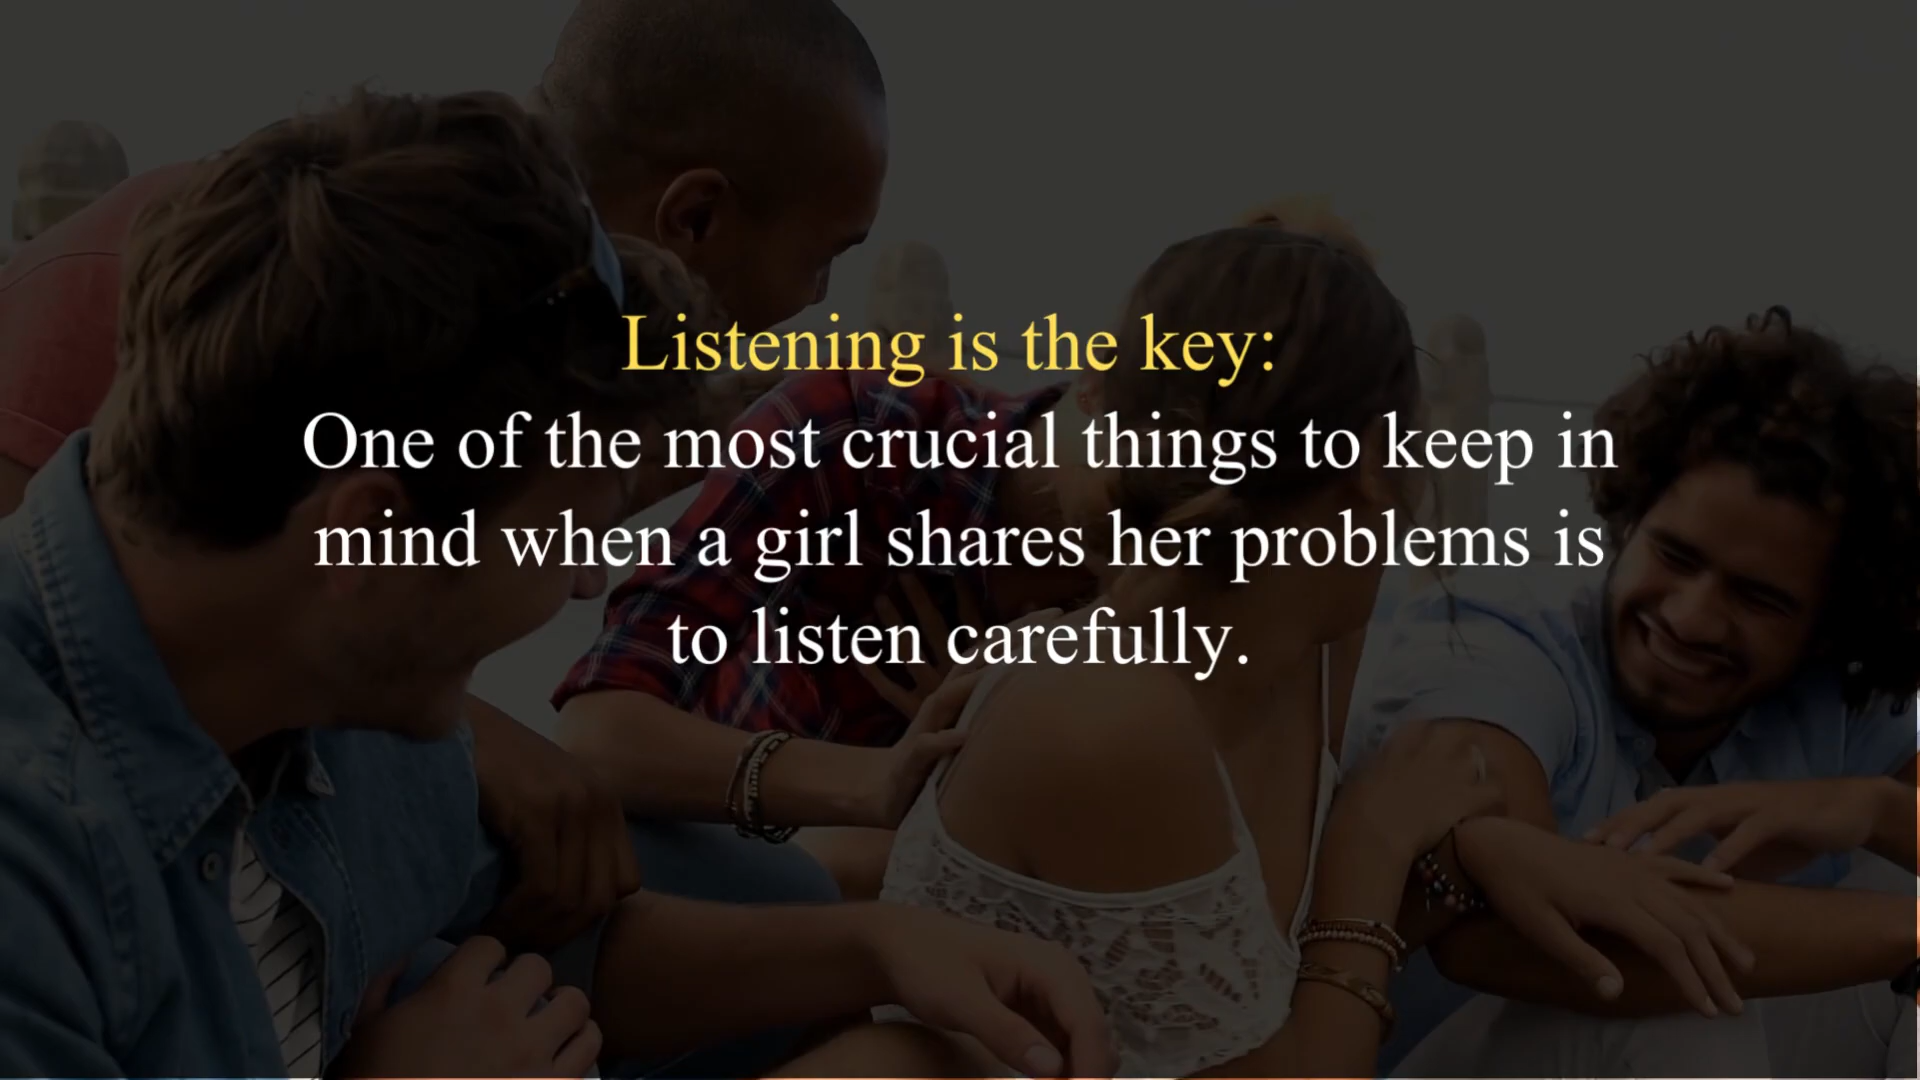 Listening is the key:
One of the most crucial things to keep in
mind when a girl shares her problems is
to listen carefully.